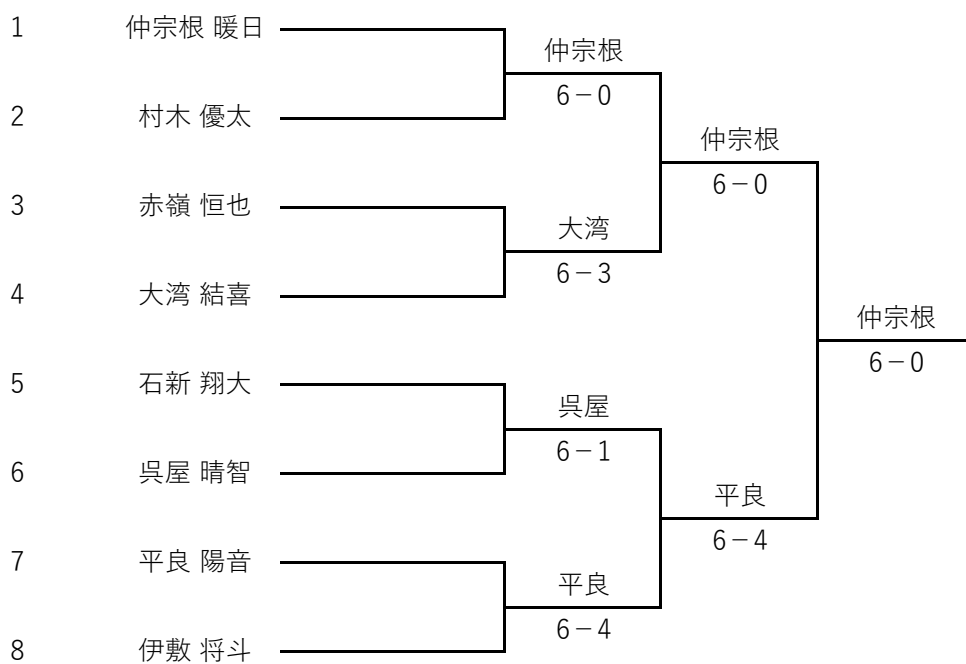 1 仲宗根 暖日
仲宗根
6－0
2 村木 優太
仲宗根
6－0
3 赤嶺 恒也
大湾
6－3
4 大湾 結喜
仲宗根
6－0
5 石新 翔大
呉屋
6－1
6 呉屋 晴智
平良
6－4
7 平良 陽音
平良
6－4
8 伊敷 将斗